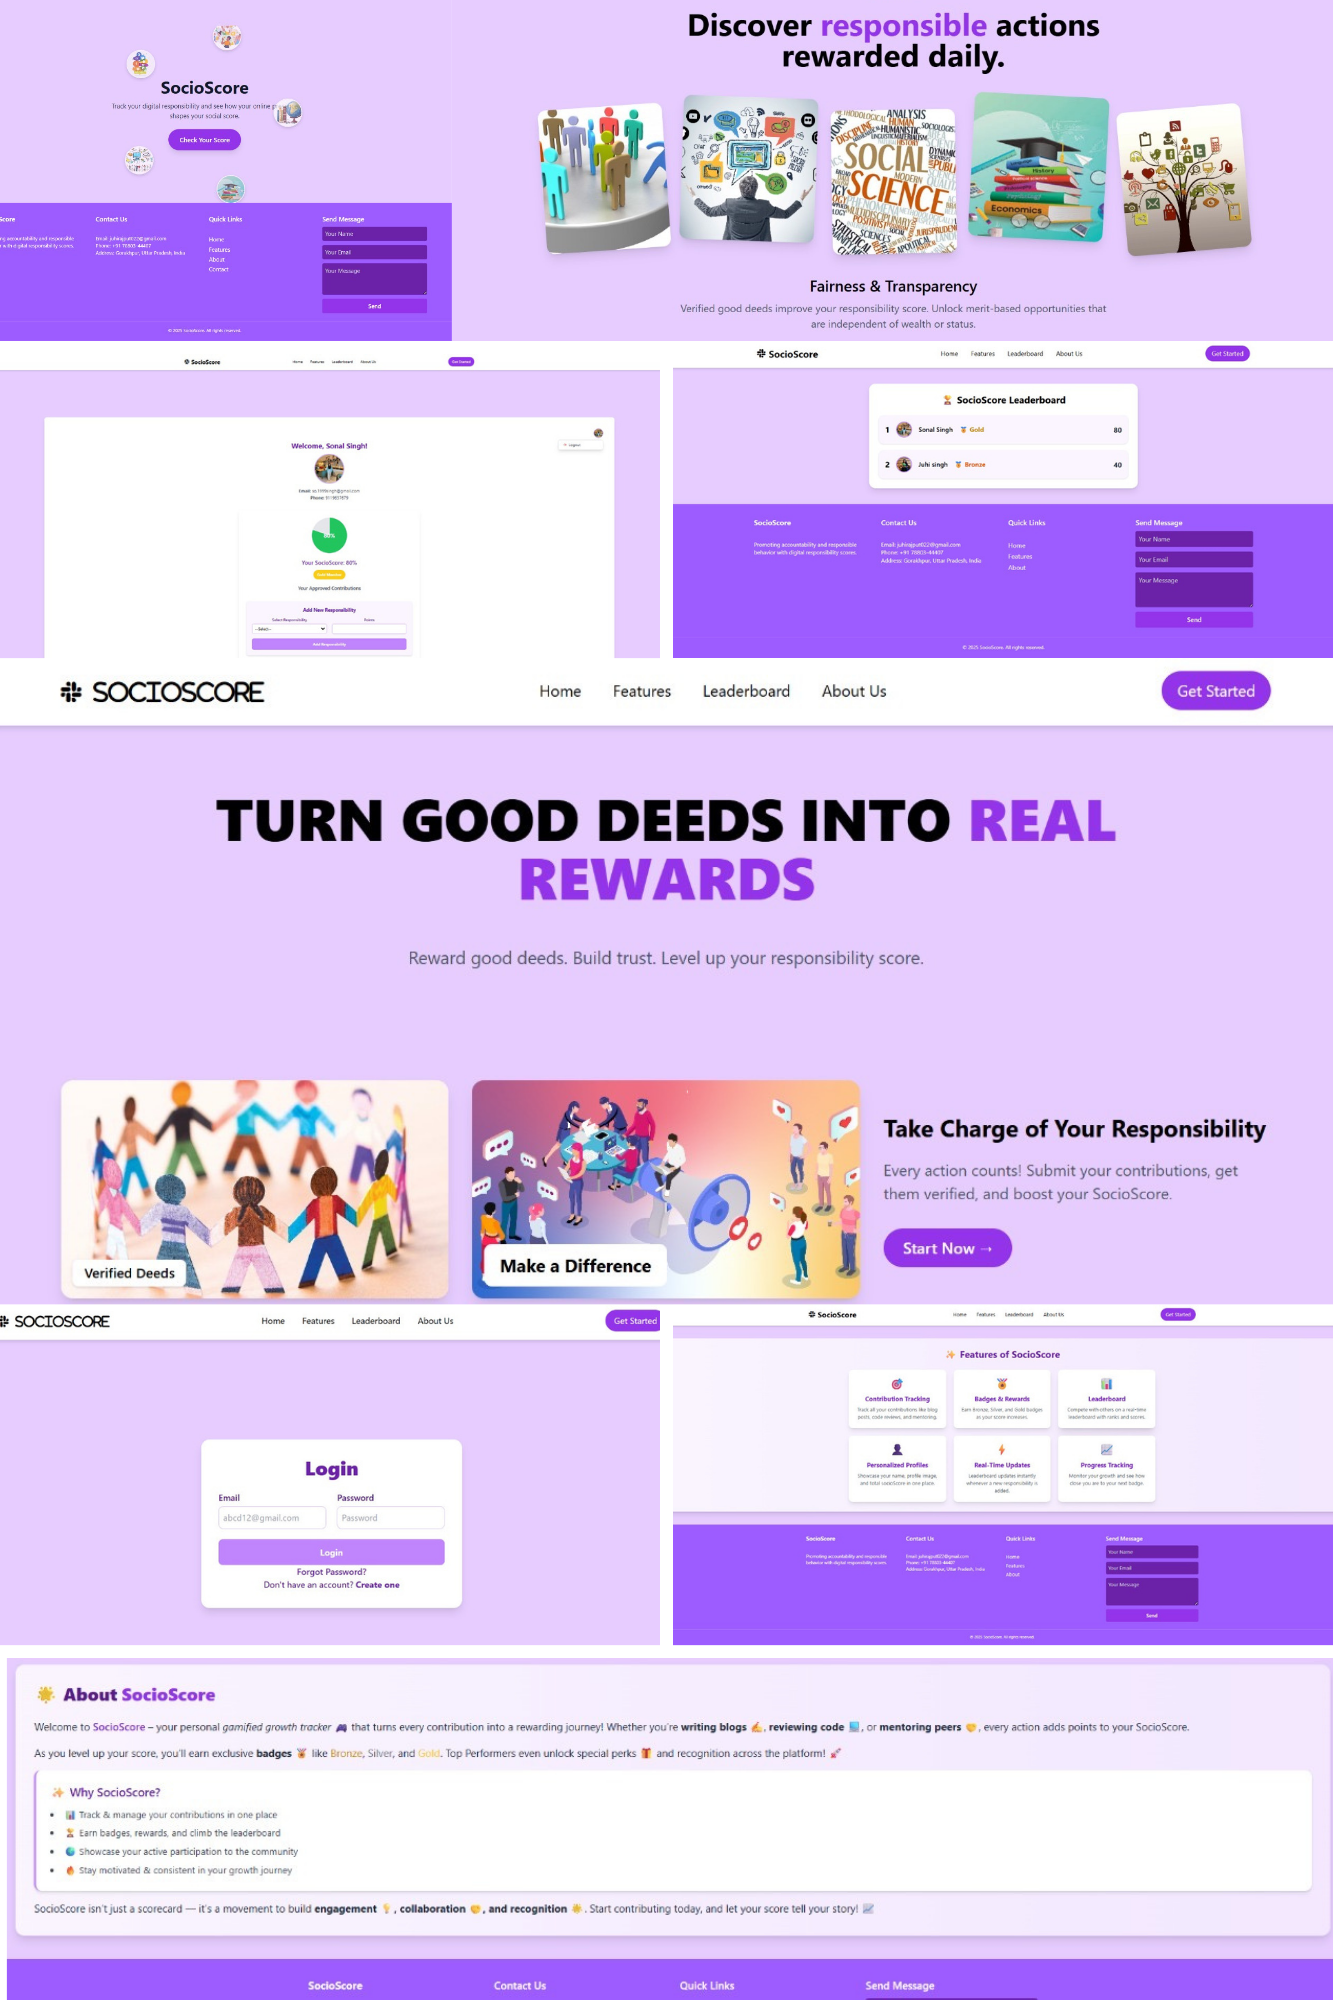 SocioScore
Track your digital responsibility and see how your online p
shapes your social score.
Check Your Score
Score
Contact Us
Quick Links
Send Message
ng accountability and responsible
with digital responsibility scores.
Email: juhirajput022@gmail.com
Phone: +91 78803-44407
Address: Gorakhpur, Uttar Pradesh, India
Home
Features
About
Contact
Your Name
Your Email
Your Message
Send
© 2025 SocioScore. All rights reserved.
Discover responsible actions
rewarded daily.
ANALYSIS
HUMANISTIC
SOCIAL
SCIENCE
MODERN
DYNAMIC
History
Economics
Fairness & Transparency
Verified good deeds improve your responsibility score. Unlock merit-based opportunities that
are independent of wealth or status.
SocioScore
Home Features Leaderboard About Us
Get Started
Logout
Welcome, Sonal Singh!
80%
Your SocioScore: 80%
Your Approved Contributions
Add New Responsibility
Select Responsibility
--Select--
Add Responsibility
SocioScore
Home Features Leaderboard About Us
Get Started
SocioScore Leaderboard
1 Sonal Singh Gold 80
2 Juhi singh Bronze 40
SocioScore
Contact Us
Quick Links
Send Message
Promoting accountability and responsible
behavior with digital responsibility scores.
Email: juhirajput022@gmail.com
Phone: +91 78803-44407
Address: Gorakhpur, Uttar Pradesh, India
Home
Features
About
Your Name
Your Email
Your Message
Send
© 2025 SocioScore. All rights reserved.
SOCIOSCORE
Home Features Leaderboard About Us
Get Started
TURN GOOD DEEDS INTO REAL
REWARDS
Reward good deeds. Build trust. Level up your responsibility score.
Verified Deeds
Make a Difference
Take Charge of Your Responsibility
Every action counts! Submit your contributions, get
them verified, and boost your SocioScore.
Start Now →
SOCIOSCORE
Home Features Leaderboard About Us
Get Started
Login
Email Password
abcd12@gmail.com Password
Login
Forgot Password?
Don't have an account? Create one
SocioScore
Home Features Leaderboard About Us
Get Started
✨ Features of SocioScore
Contribution Tracking
Track all your contributions like blog
posts, code reviews, and mentoring.
Badges & Rewards
Earn Bronze, Silver, and Gold badges
as your score increases.
Leaderboard
Compete with others on a real-time
leaderboard with ranks and scores.
Personalized Profiles
Showcase your name, profile image,
and total socioScore in one place.
Real-Time Updates
Leaderboard updates instantly
whenever a new responsibility is
added.
Progress Tracking
Monitor your growth and see how
close you are to your next badge.
SocioScore
Contact Us
Quick Links
Send Message
Promoting accountability and responsible
behavior with digital responsibility scores.
Email: juhirajput022@gmail.com
Phone: +91 78803-44407
Address: Gorakhpur, Uttar Pradesh, India
Home
Features
About
Your Name
Your Email
Your Message
Send
© 2025 SocioScore. All rights reserved.
🌟 About SocioScore
Welcome to SocioScore – your personal gamified growth tracker 🎮 that turns every contribution into a rewarding journey! Whether you're writing blogs ✍️, reviewing code 💻, or mentoring peers 🤝, every action adds points to your SocioScore.
As you level up your score, you'll earn exclusive badges 🏅 like Bronze, Silver, and Gold. Top Performers even unlock special perks 🎁 and recognition across the platform! 🚀
✨ Why SocioScore?
• 📊 Track & manage your contributions in one place
• 🏆 Earn badges, rewards, and climb the leaderboard
• 🌍 Showcase your active participation to the community
• 🔥 Stay motivated & consistent in your growth journey
SocioScore isn't just a scorecard — it's a movement to build engagement 💡, collaboration 🤝, and recognition 🌟. Start contributing today, and let your score tell your story! 📈
SocioScore
Contact Us
Quick Links
Send Message